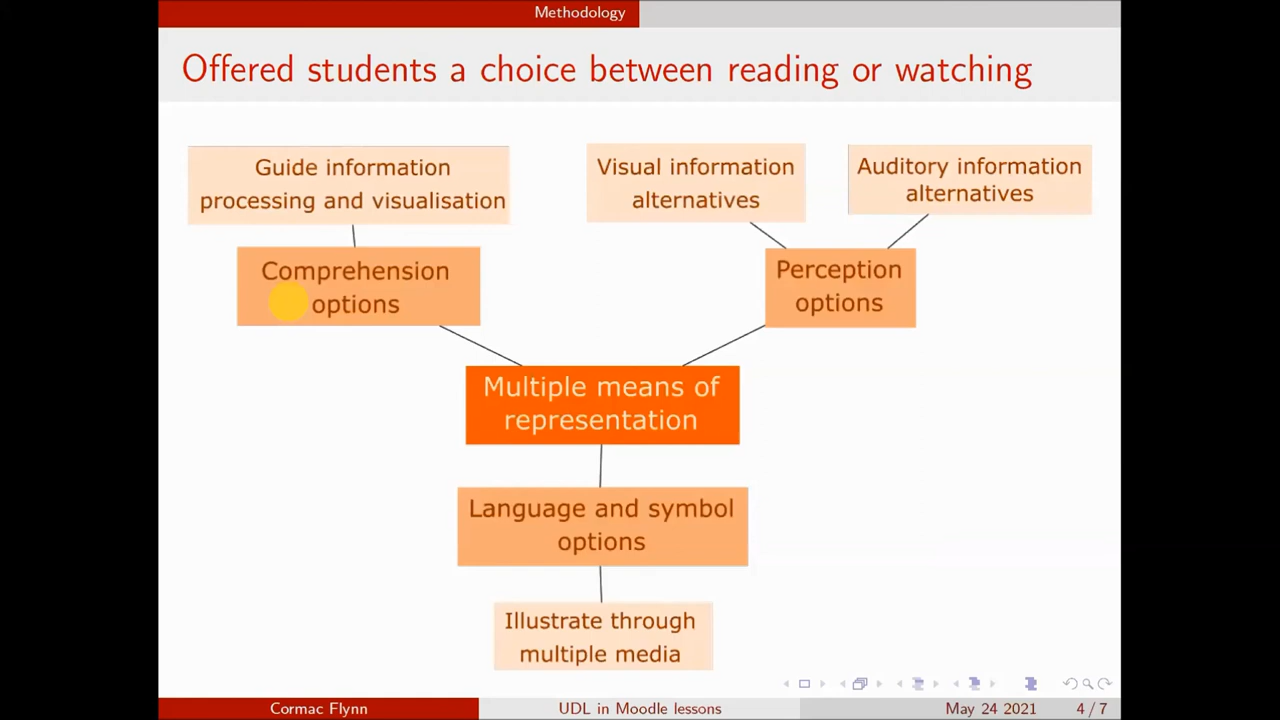 Methodology
Offered students a choice between reading or watching
Guide information
processing and visualisation
Visual information
alternatives
Auditory information
alternatives
Comprehension
options
Perception
options
Multiple means of
representation
Language and symbol
options
Illustrate through
multiple media
Cormac Flynn
UDL in Moodle lessons
May 24 2021
4 / 7